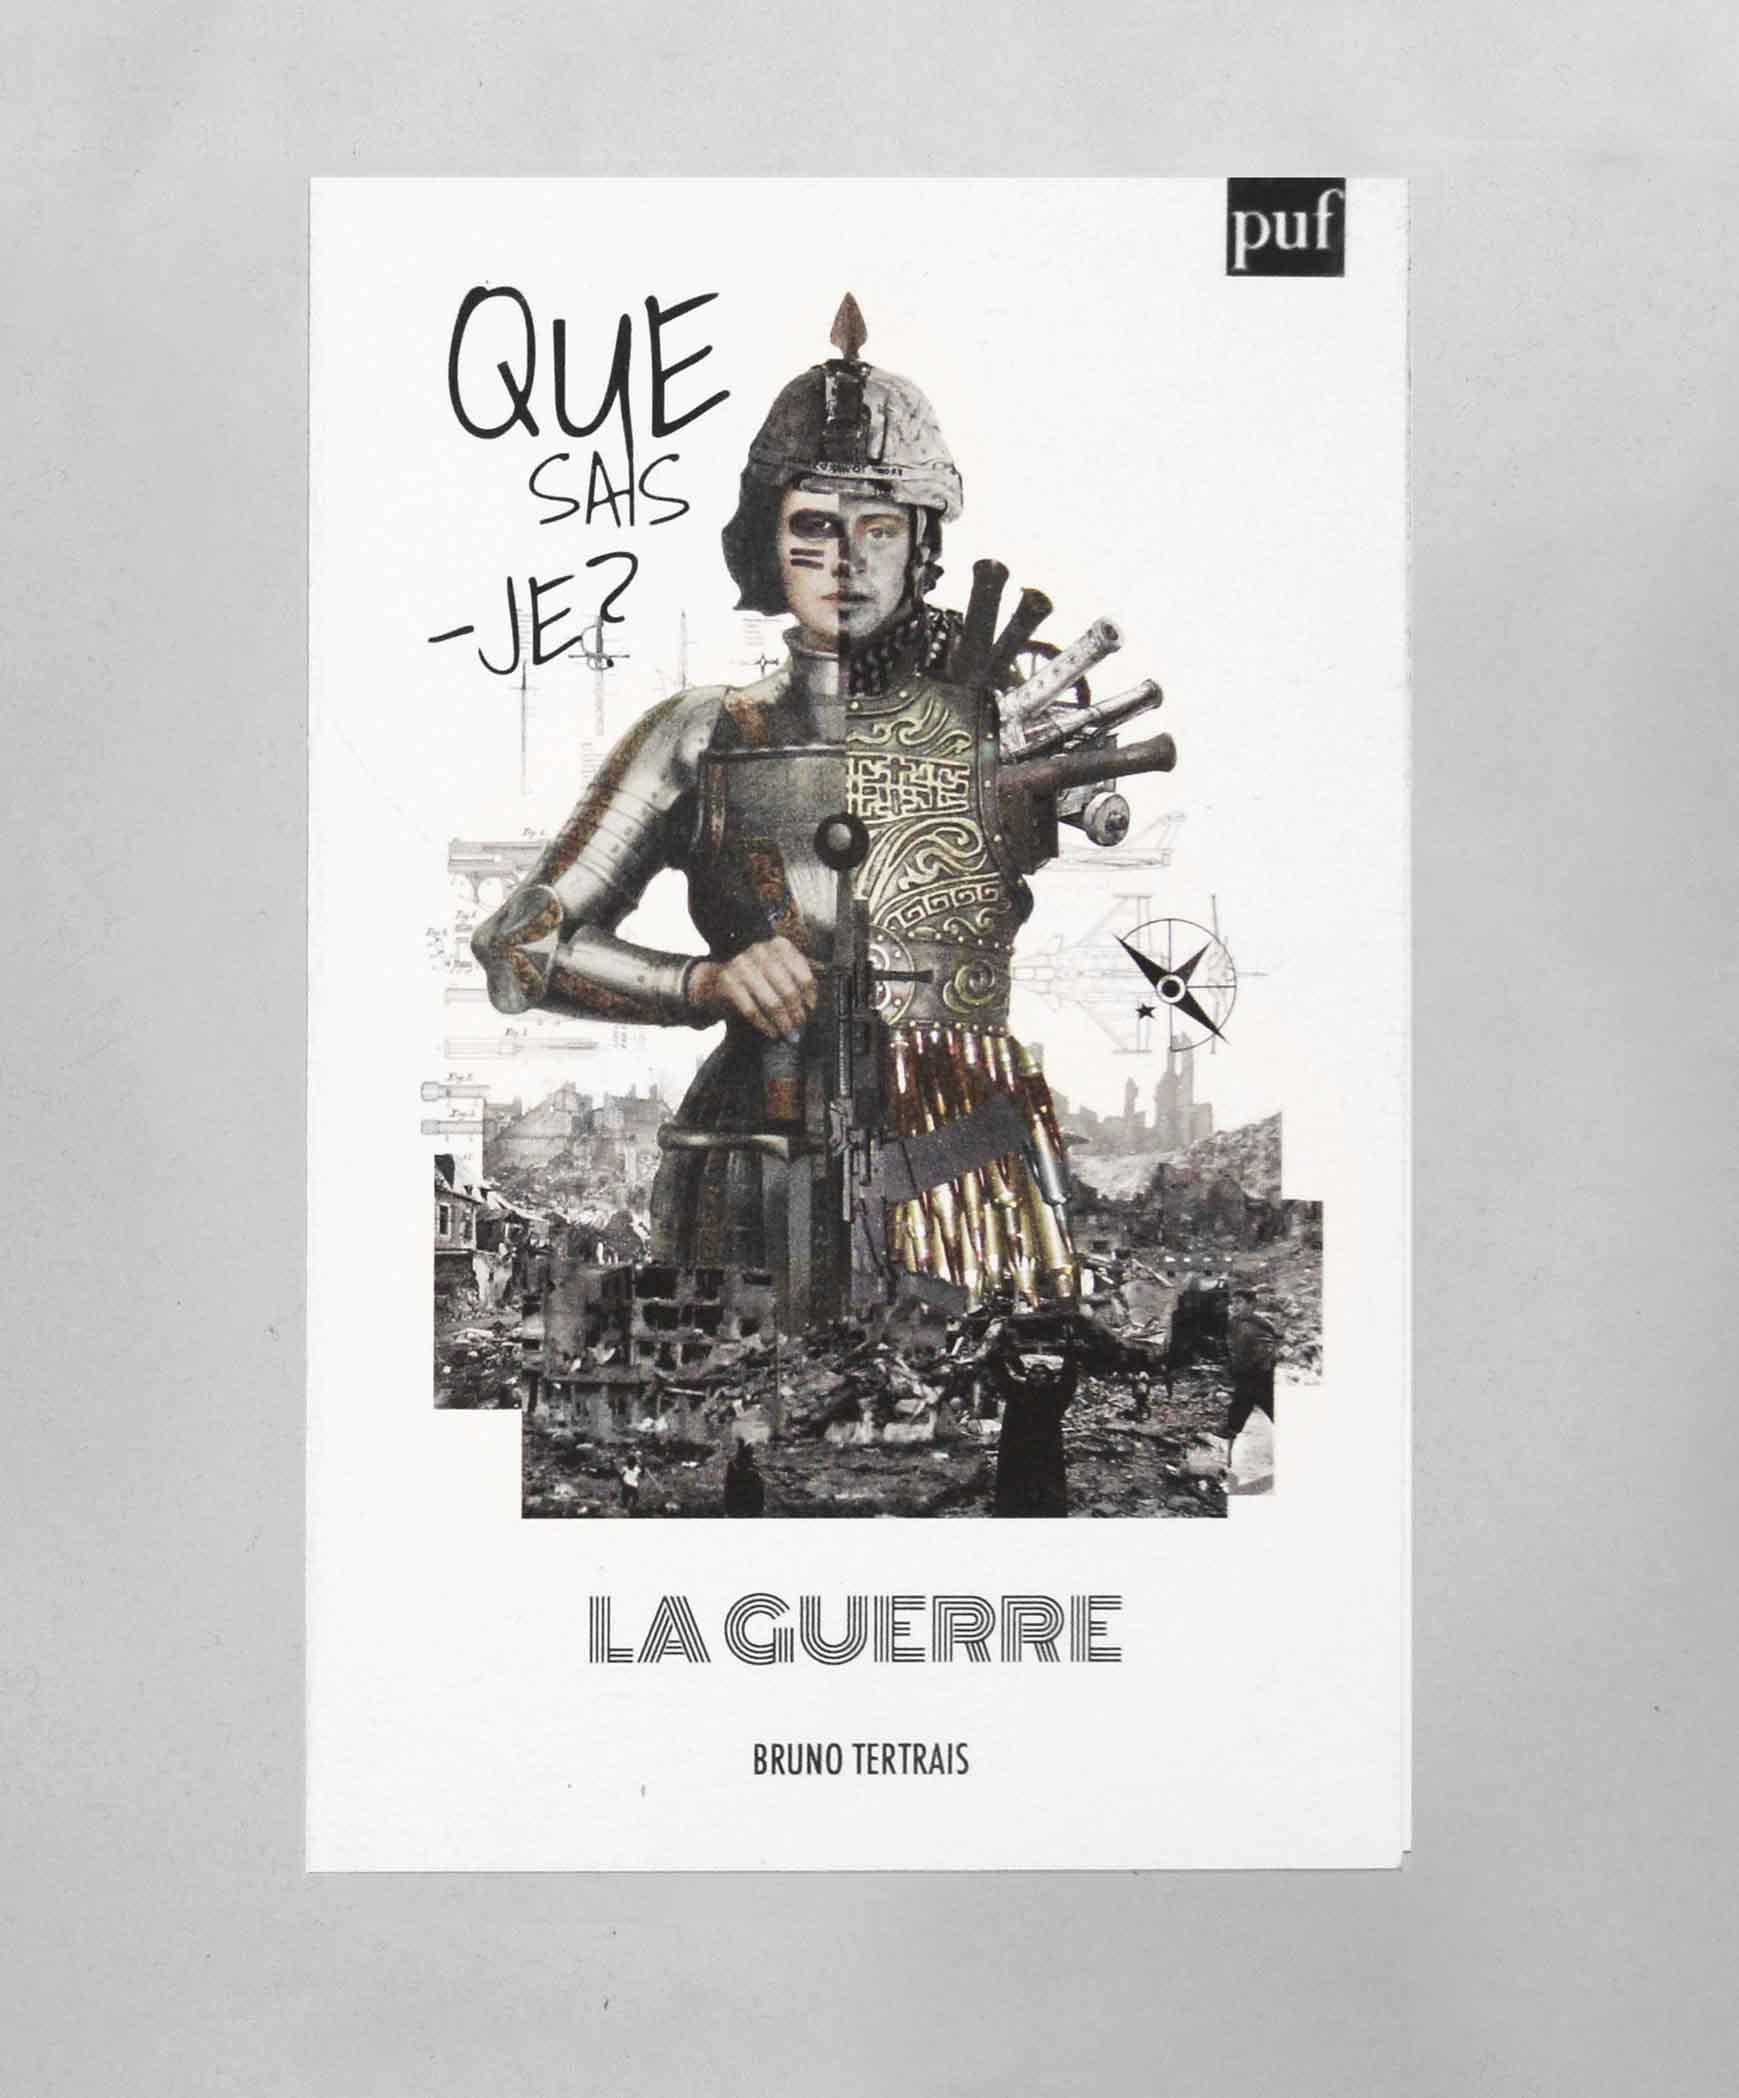 puf
QUE
SAIS
-JE?
LA GUERRE
BRUNO TERTRAIS